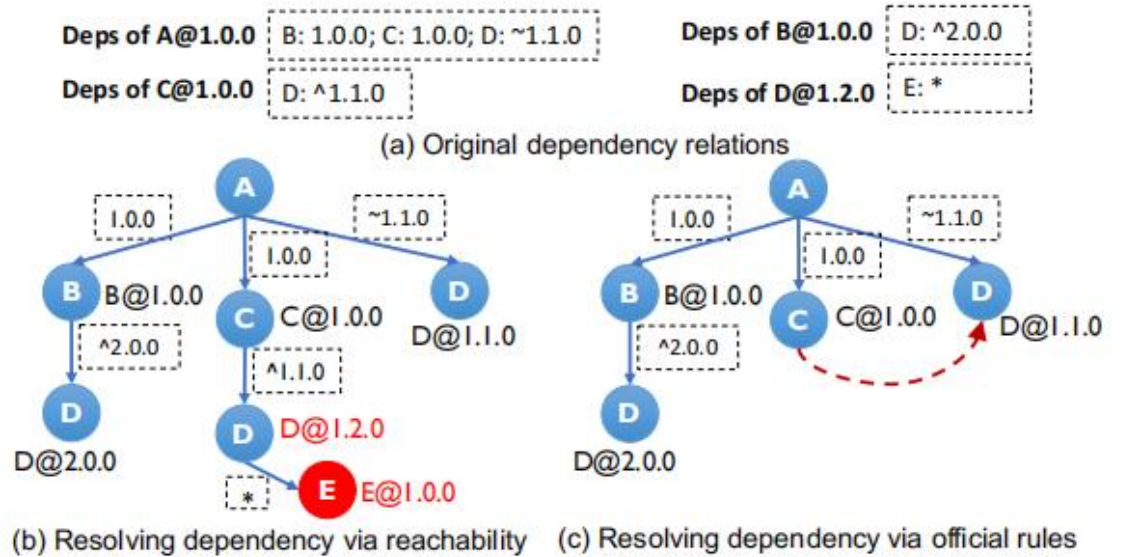 Deps of A@1.0.0 B: 1.0.0; C: 1.0.0; D: ~1.1.0 Deps of B@1.0.0 D: ^2.0.0
Deps of C@1.0.0 D: ^1.1.0 Deps of D@1.2.0 E: *
(a) Original dependency relations
A
1.0.0
1.0.0
~1.1.0
B B@1.0.0
C C@1.0.0
D
D@1.1.0
^2.0.0
^1.1.0
D
D@2.0.0
D D@1.2.0
*
E E@1.0.0
(b) Resolving dependency via reachability
A
1.0.0
1.0.0
~1.1.0
B B@1.0.0
C C@1.0.0
D
D@1.1.0
^2.0.0
D
D@2.0.0
(c) Resolving dependency via official rules